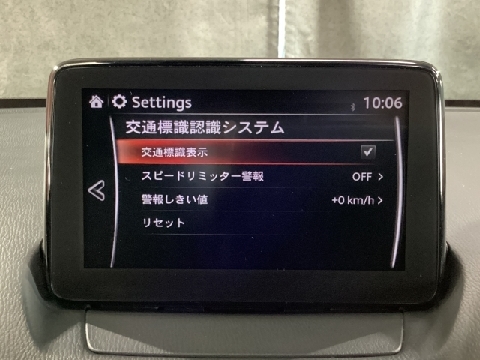 Settings 10:06
交通標識認識システム
交通標識表示
スピードリミッター警報 OFF
警報しきい値 +0 km/h
リセット